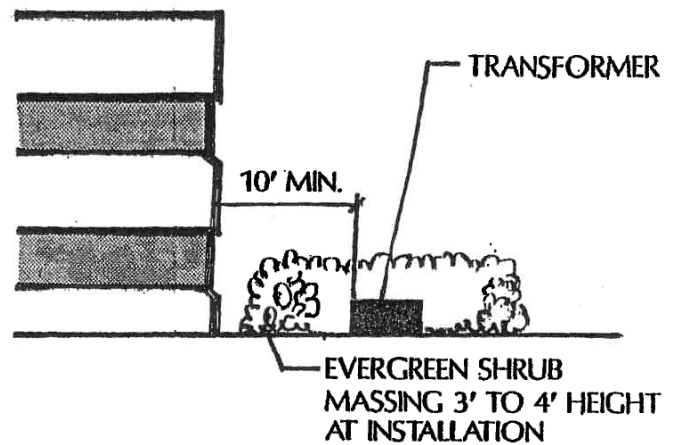 TRANSFORMER
10' MIN.
EVERGREEN SHRUB
MASSING 3' TO 4' HEIGHT
AT INSTALLATION